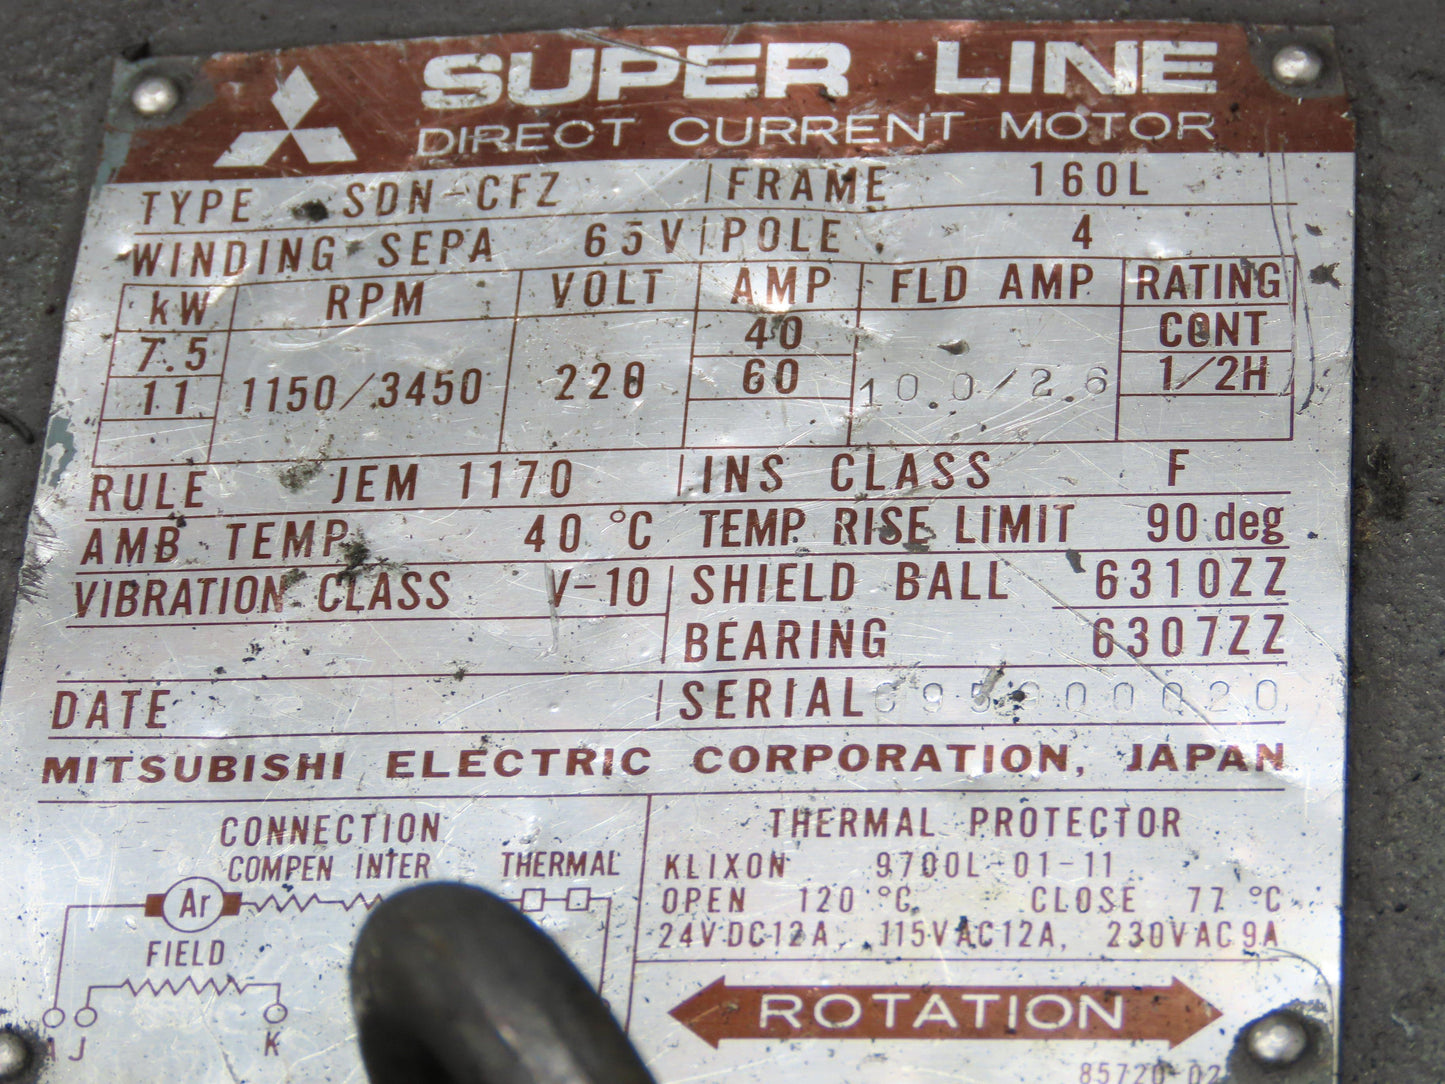 SUPER LINE
DIRECT CURRENT MOTOR
TYPE SDN-CFZ FRAME 160L
WINDING SEPA 65V POLE 4
kW RPM VOLT AMP FLD AMP RATING
7.5 40 CONT
11 1150/3450 220 60 10.0/2.6 1/2H
RULE JEM 1170 INS CLASS F
AMB TEMP 40 °C TEMP. RISE LIMIT 90 deg
VIBRATION CLASS V-10 SHIELD BALL 6310ZZ
BEARING 6307ZZ
DATE SERIAL
MITSUBISHI ELECTRIC CORPORATION, JAPAN
CONNECTION THERMAL PROTECTOR
COMPEN INTER THERMAL KLIXON 9700L-01-11
Ar OPEN 120 °C CLOSE 77 °C
FIELD 24VDC12A, 115VAC12A, 230VAC9A
ROTATION
A J K
85720-02